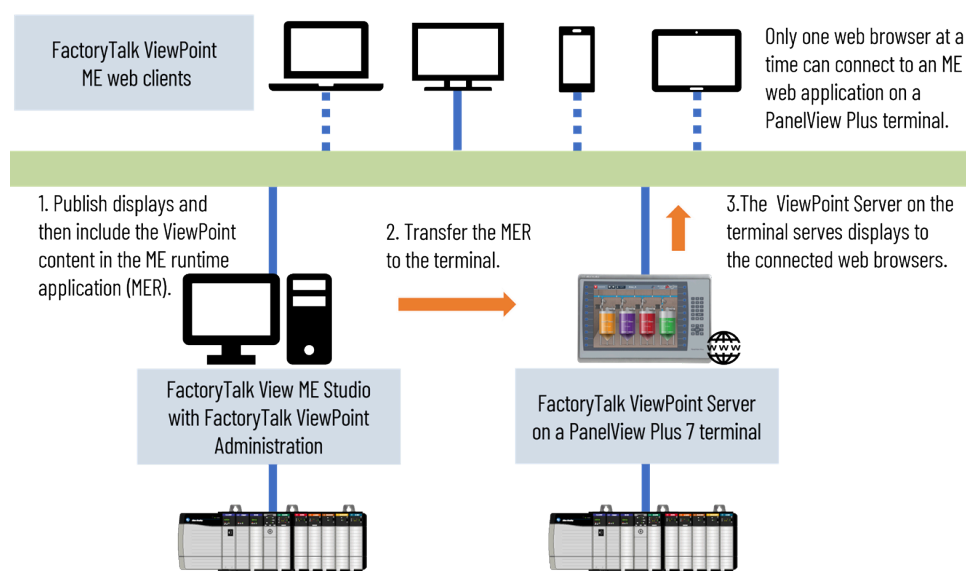 FactoryTalk ViewPoint
ME web clients
Only one web browser at a
time can connect to an ME
web application on a
PanelView Plus terminal.
1. Publish displays and
then include the ViewPoint
content in the ME runtime
application (MER).
2. Transfer the MER
to the terminal.
3.The ViewPoint Server on the
terminal serves displays to
the connected web browsers.
WWW
FactoryTalk View ME Studio
with FactoryTalk ViewPoint
Administration
FactoryTalk ViewPoint Server
on a PanelView Plus 7 terminal